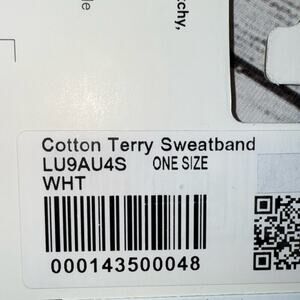 Cotton Terry Sweatband
LU9AU4S ONE SIZE
WHT
000143500048